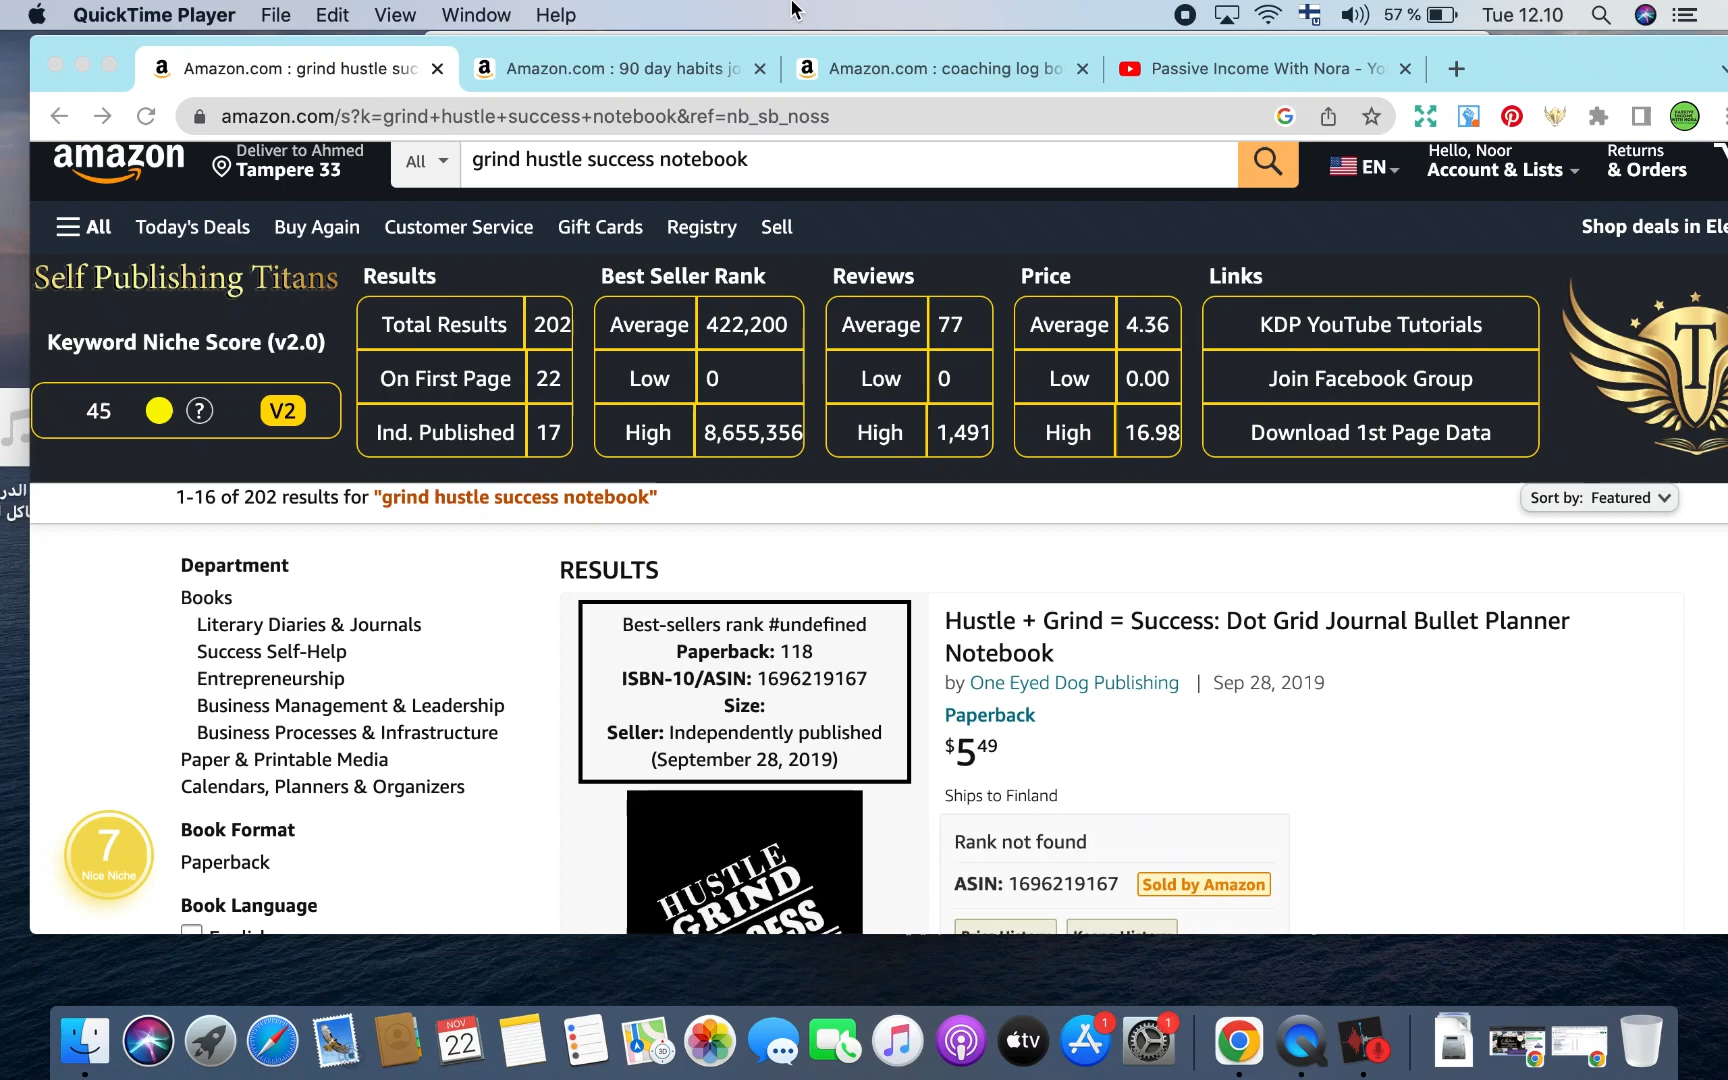 QuickTime Player File Edit View Window Help 57 % Tue 12.10
Amazon.com : grind hustle suc
Amazon.com : 90 day habits jo
Amazon.com : coaching log bo
Passive Income With Nora - Yo
amazon.com/s?k=grind+hustle+success+notebook&ref=nb_sb_noss
amazon
Deliver to Ahmed
Tampere 33
All
grind hustle success notebook
EN
Hello, Noor
Account & Lists
Returns
& Orders
All Today's Deals Buy Again Customer Service Gift Cards Registry Sell
Shop deals in Ele
Self Publishing Titans
Keyword Niche Score (v2.0)
45 ? V2
Results
Total Results 202
On First Page 22
Ind. Published 17
Best Seller Rank
Average 422,200
Low 0
High 8,655,356
Reviews
Average 77
Low 0
High 1,491
Price
Average 4.36
Low 0.00
High 16.98
Links
KDP YouTube Tutorials
Join Facebook Group
Download 1st Page Data
T
1-16 of 202 results for "grind hustle success notebook"
Sort by: Featured
الدر
Department
Books
Literary Diaries & Journals
Success Self-Help
Entrepreneurship
Business Management & Leadership
Business Processes & Infrastructure
Paper & Printable Media
Calendars, Planners & Organizers
Book Format
Paperback
Book Language
7
Nice Niche
RESULTS
Best-sellers rank #undefined
Paperback: 118
ISBN-10/ASIN: 1696219167
Size:
Seller: Independently published
(September 28, 2019)
HUSTLE
GRIND
Hustle + Grind = Success: Dot Grid Journal Bullet Planner
Notebook
by One Eyed Dog Publishing | Sep 28, 2019
Paperback
$5 49
Ships to Finland
Rank not found
ASIN: 1696219167 Sold by Amazon
NOV
22
3D
tv
1
1